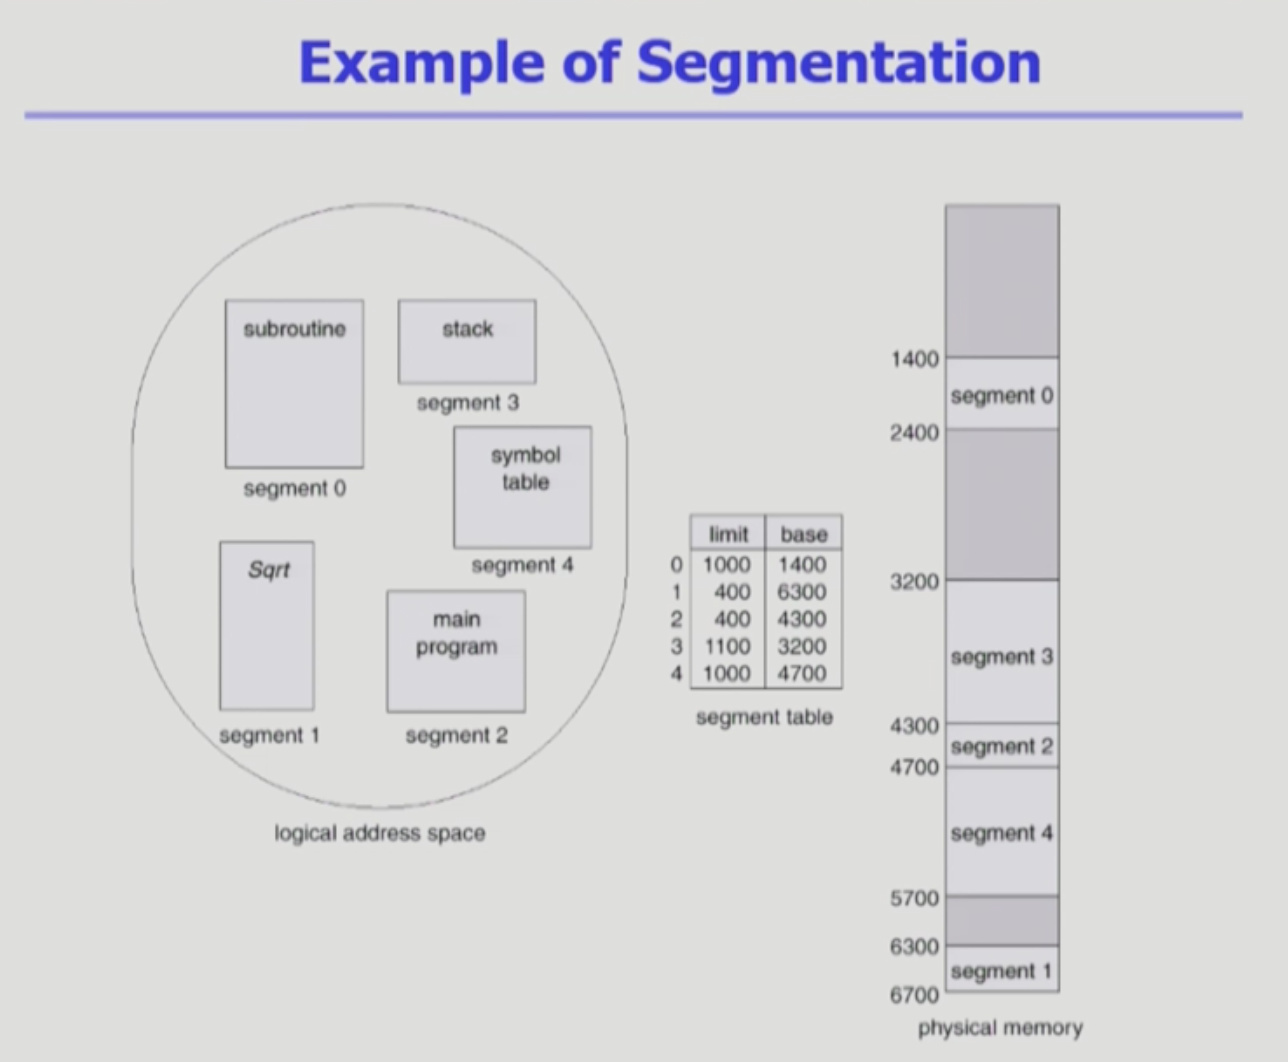 Example of Segmentation
subroutine
segment 0
stack
segment 3
symbol
table
segment 4
Sqrt
segment 1
main
program
segment 2
logical address space
limit base
0 1000 1400
1 400 6300
2 400 4300
3 1100 3200
4 1000 4700
segment table
1400
segment 0
2400
3200
segment 3
4300
segment 2
4700
segment 4
5700
6300
segment 1
6700
physical memory